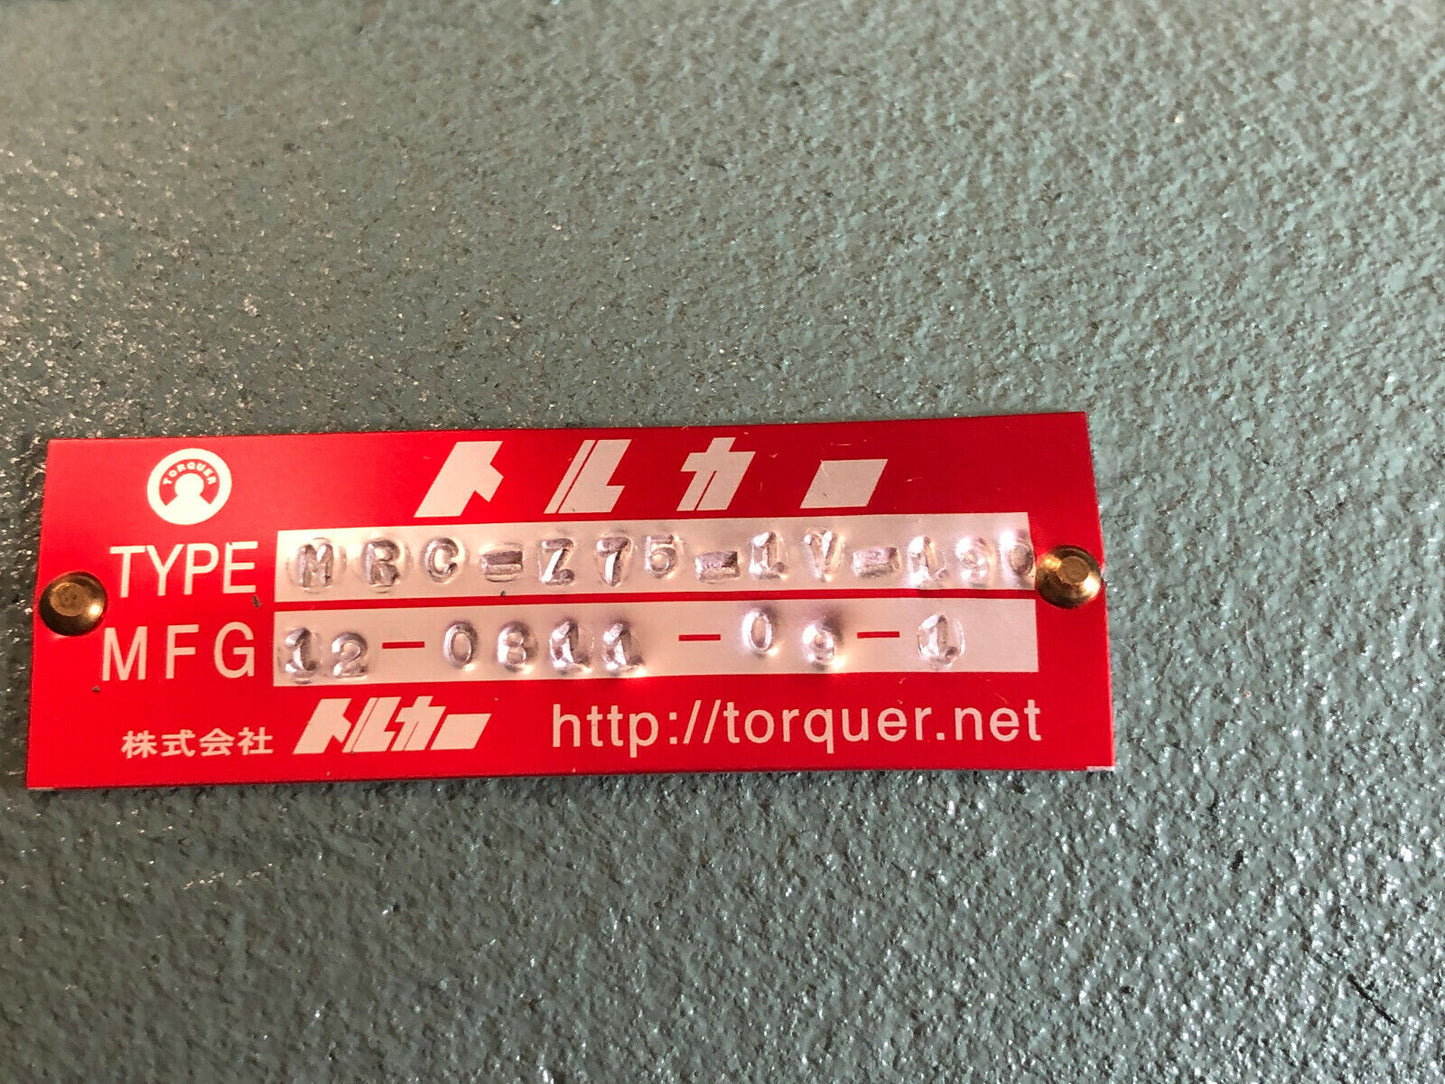 TORQUER
トルカー
TYPE MRC-Z75-1V-190
MFG 12-0811-09-1
株式会社 トルカー http://torquer.net